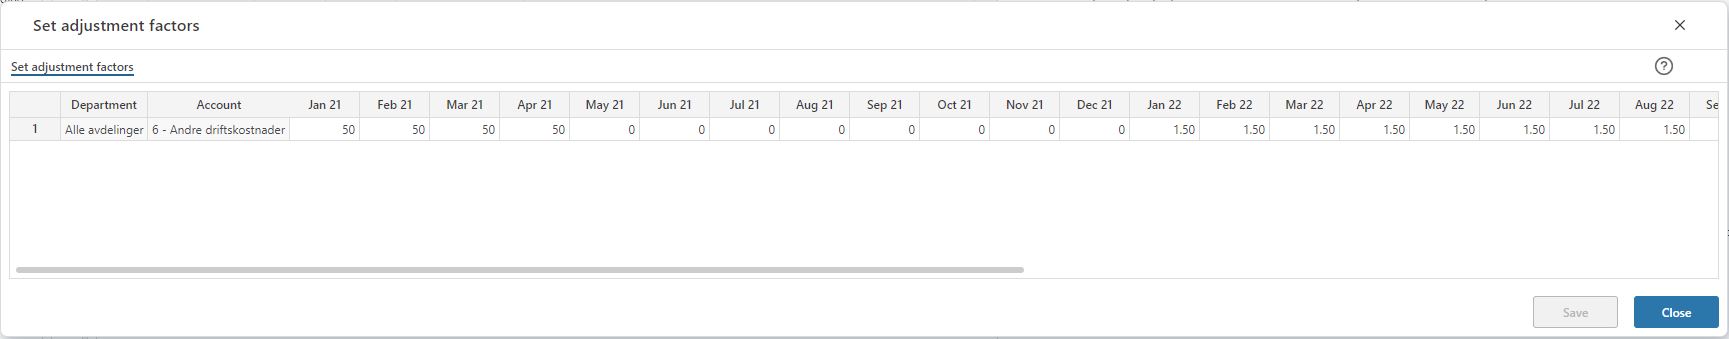 Set adjustment factors
Set adjustment factors
Department Account Jan 21 Feb 21 Mar 21 Apr 21 May 21 Jun 21 Jul 21 Aug 21 Sep 21 Oct 21 Nov 21 Dec 21 Jan 22 Feb 22 Mar 22 Apr 22 May 22 Jun 22 Jul 22 Aug 22 Se
1 Alle avdelinger 6 - Andre driftskostnader 50 50 50 50 0 0 0 0 0 0 0 0 1.50 1.50 1.50 1.50 1.50 1.50 1.50 1.50
Save Close